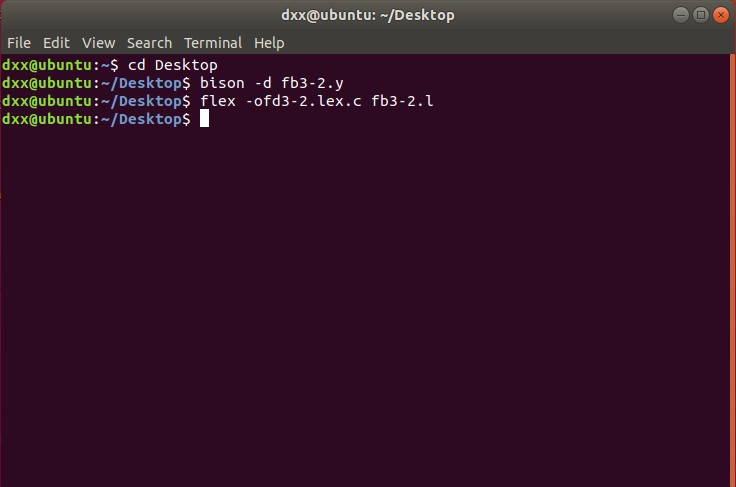 dxx@ubuntu: ~/Desktop
File Edit View Search Terminal Help
dxx@ubuntu:~$ cd Desktop
dxx@ubuntu:~/Desktop$ bison -d fb3-2.y
dxx@ubuntu:~/Desktop$ flex -ofd3-2.lex.c fb3-2.l
dxx@ubuntu:~/Desktop$